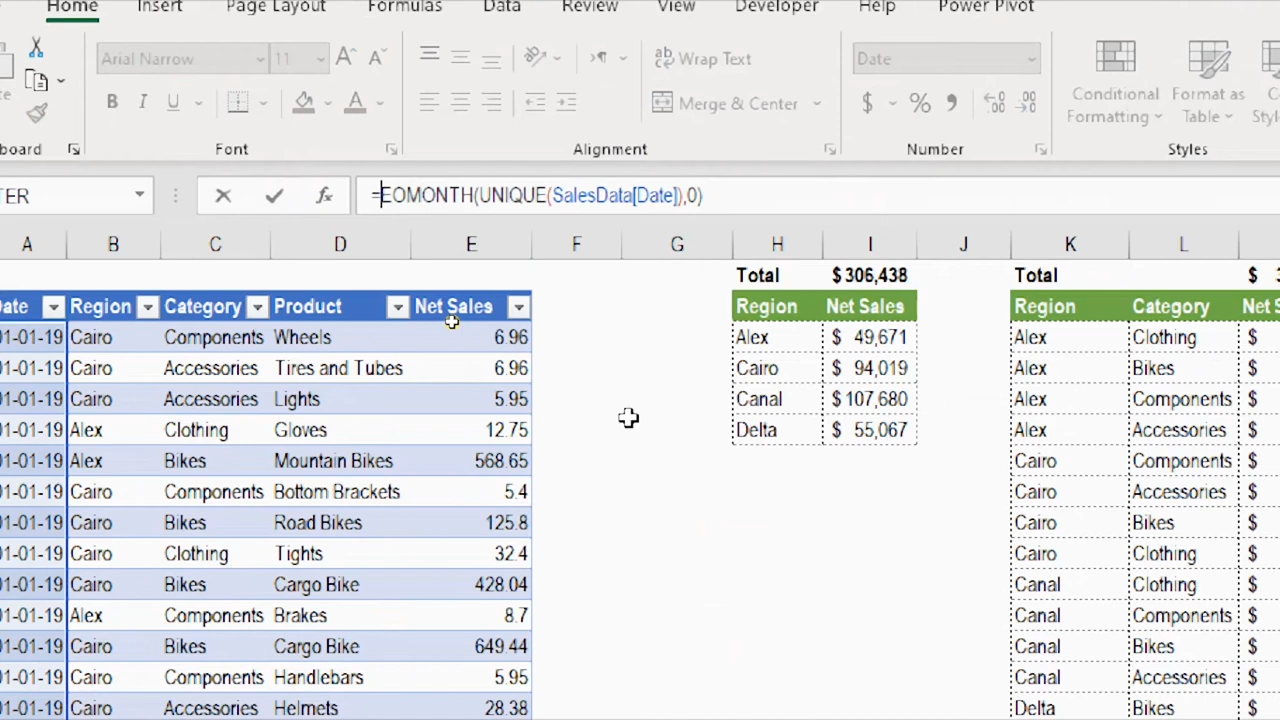 Home Insert Page Layout Formulas Data Review View Developer Help Power Pivot
Arial Narrow 11 A A Wrap Text Date
B I U A Merge & Center $ % Conditional Formatting Format as Table
Font Alignment Number Styles
=EOMONTH(UNIQUE(SalesData[Date]),0)
A B C D E F G H I J K L
Total $ 306,438 Total $
Region Category Product Net Sales Region Net Sales Region Category
01-01-19 Cairo Components Wheels 6.96 Alex $ 49,671 Alex Clothing $
01-01-19 Cairo Accessories Tires and Tubes 6.96 Cairo $ 94,019 Alex Bikes $
01-01-19 Cairo Accessories Lights 5.95 Canal $ 107,680 Alex Components $
01-01-19 Alex Clothing Gloves 12.75 Delta $ 55,067 Alex Accessories $
01-01-19 Alex Bikes Mountain Bikes 568.65 Cairo Components $
01-01-19 Cairo Components Bottom Brackets 5.4 Cairo Accessories $
01-01-19 Cairo Bikes Road Bikes 125.8 Cairo Bikes $
01-01-19 Cairo Clothing Tights 32.4 Cairo Clothing $
01-01-19 Cairo Bikes Cargo Bike 428.04 Canal Clothing $
01-01-19 Alex Components Brakes 8.7 Canal Components $
01-01-19 Cairo Bikes Cargo Bike 649.44 Canal Bikes $
01-01-19 Cairo Components Handlebars 5.95 Canal Accessories $
01-01-19 Cairo Accessories Helmets 28.38 Delta Bikes $